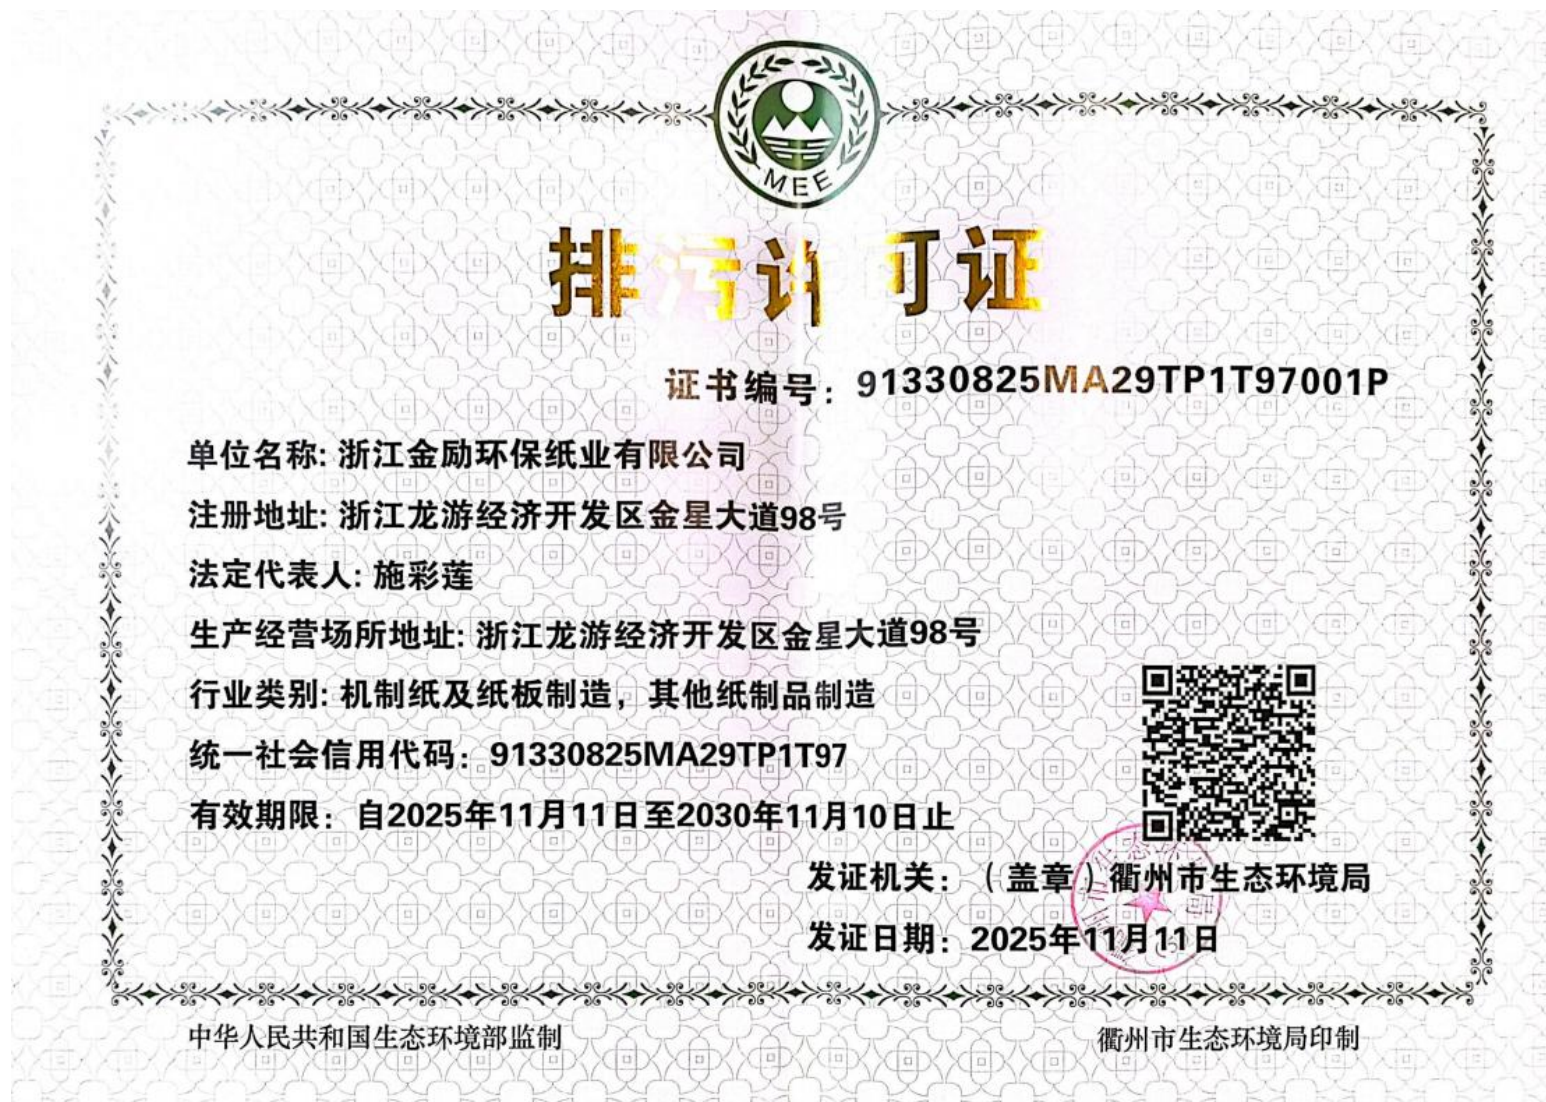 MEE
排污许可证
证书编号：91330825MA29TP1T97001P
单位名称: 浙江金励环保纸业有限公司
注册地址: 浙江龙游经济开发区金星大道98号
法定代表人: 施彩莲
生产经营场所地址: 浙江龙游经济开发区金星大道98号
行业类别: 机制纸及纸板制造，其他纸制品制造
统一社会信用代码：91330825MA29TP1T97
有效期限：自2025年11月11日至2030年11月10日止
发证机关：（盖章）衢州市生态环境局
发证日期：2025年11月11日
中华人民共和国生态环境部监制
衢州市生态环境局印制